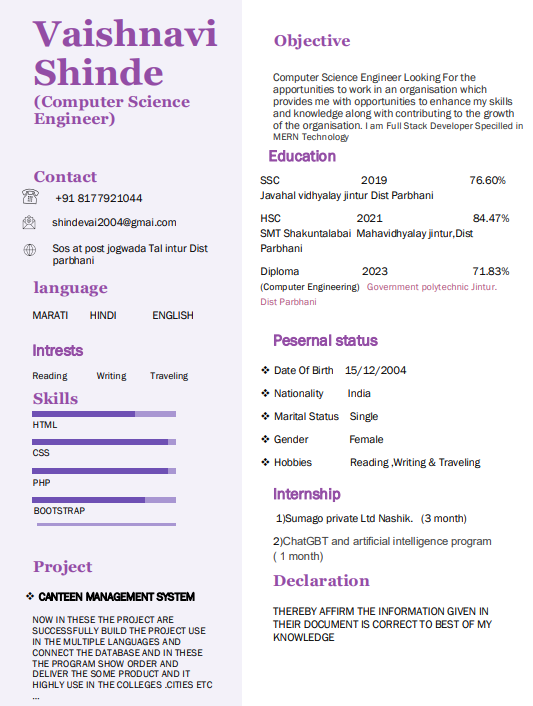 Vaishnavi
Shinde
(Computer Science
Engineer)
Contact
+91 8177921044
shindevai2004@gmai.com
Sos at post jogwada Tal intur Dist
parbhani
language
MARATI HINDI ENGLISH
Intrests
Reading Writing Traveling
Skills
HTML
CSS
PHP
BOOTSTRAP
Project
❖ CANTEEN MANAGEMENT SYSTEM
NOW IN THESE THE PROJECT ARE
SUCCESSFULLY BUILD THE PROJECT USE
IN THE MULTIPLE LANGUAGES AND
CONNECT THE DATABASE AND IN THESE
THE PROGRAM SHOW ORDER AND
DELIVER THE SOME PRODUCT AND IT
HIGHLY USE IN THE COLLEGES .CITIES ETC
...
Objective
Computer Science Engineer Looking For the
apportunities to work in an organisation which
provides me with opportunities to enhance my skills
and knowledge along with contributing to the growth
of the organisation. I am Full Stack Developer Specilled in
MERN Technology
Education
SSC 2019 76.60%
Javahal vidhyalay jintur Dist Parbhani
HSC 2021 84.47%
SMT Shakuntalabai Mahavidhyalay jintur,Dist
Parbhani
Diploma 2023 71.83%
(Computer Engineering) Government polytechnic Jintur.
Dist Parbhani
Pesernal status
❖ Date Of Birth 15/12/2004
❖ Nationality India
❖ Marital Status Single
❖ Gender Female
❖ Hobbies Reading ,Writing & Traveling
Internship
1)Sumago private Ltd Nashik. (3 month)
2)ChatGBT and artificial intelligence program
( 1 month)
Declaration
THEREBY AFFIRM THE INFORMATION GIVEN IN
THEIR DOCUMENT IS CORRECT TO BEST OF MY
KNOWLEDGE